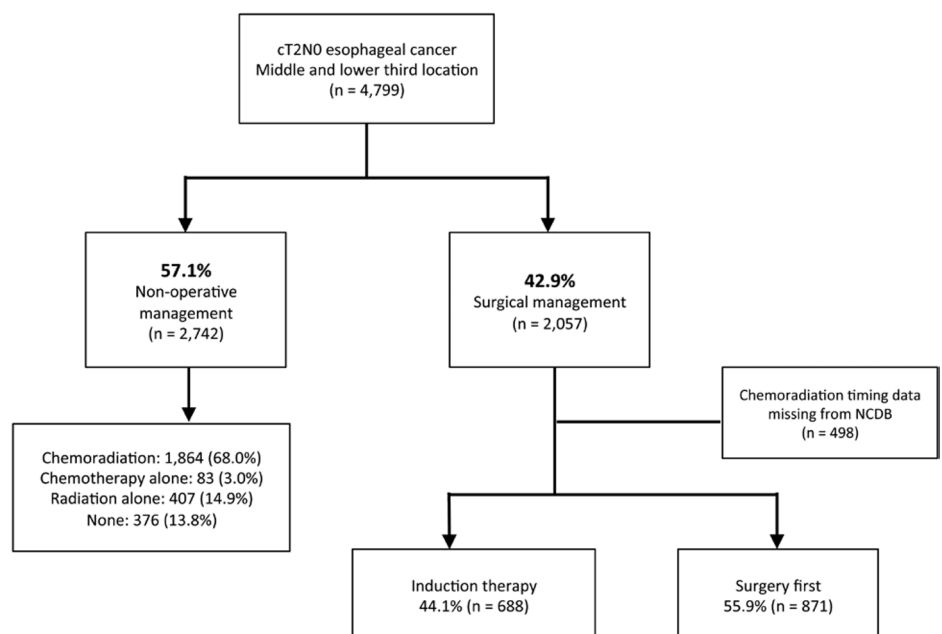 cT2N0 esophageal cancer
Middle and lower third location
(n = 4,799)
57.1%
Non-operative
management
(n = 2,742)
42.9%
Surgical management
(n = 2,057)
Chemoradiation timing data
missing from NCDB
(n = 498)
Chemoradiation: 1,864 (68.0%)
Chemotherapy alone: 83 (3.0%)
Radiation alone: 407 (14.9%)
None: 376 (13.8%)
Induction therapy
44.1% (n = 688)
Surgery first
55.9% (n = 871)